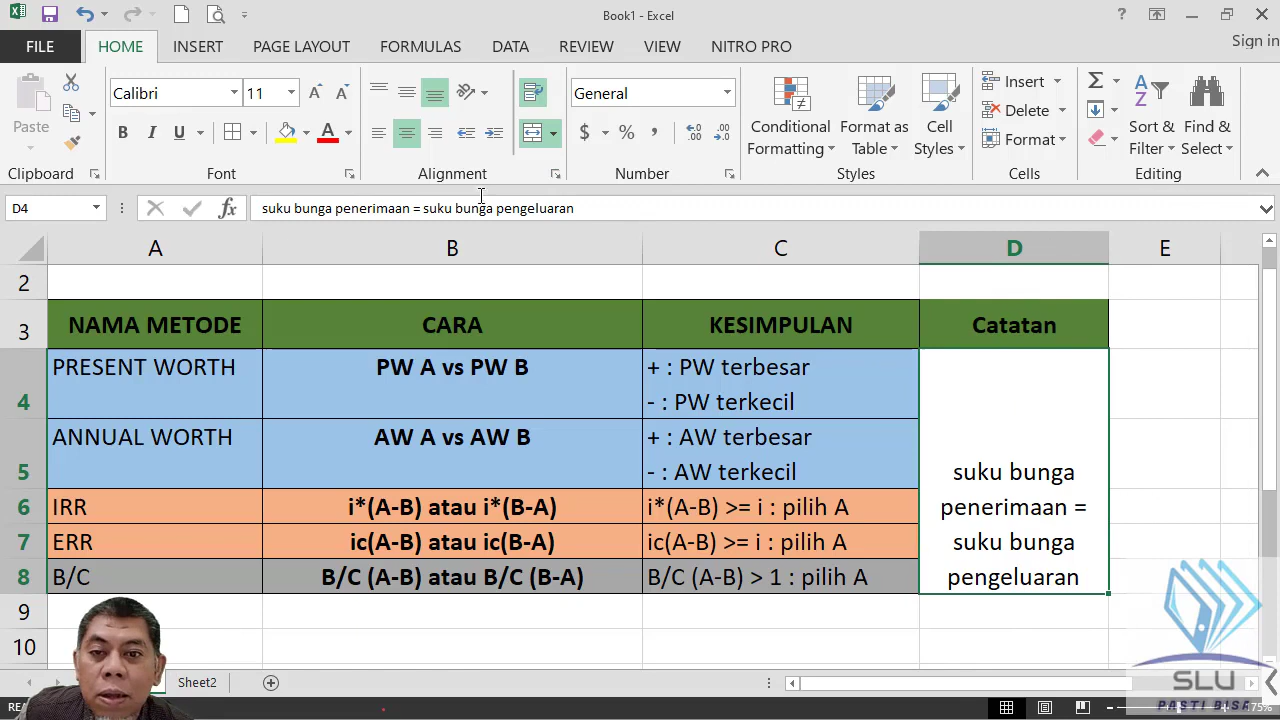 Book1 - Excel
?
Sign in
FILE
HOME
INSERT
PAGE LAYOUT
FORMULAS
DATA
REVIEW
VIEW
NITRO PRO
Paste
Clipboard
Calibri
11
B I U
A
Font
Alignment
General
$ % ,
Number
Conditional
Formatting
Format as
Table
Cell
Styles
Styles
Insert
Delete
Format
Cells
Sort &
Filter
Find &
Select
Editing
D4
fx
suku bunga penerimaan = suku bunga pengeluaran
A B C D E
2
3 NAMA METODE CARA KESIMPULAN Catatan
4 PRESENT WORTH PW A vs PW B + : PW terbesar
- : PW terkecil
5 ANNUAL WORTH AW A vs AW B + : AW terbesar
- : AW terkecil
6 IRR i*(A-B) atau i*(B-A) i*(A-B) >= i : pilih A
7 ERR ic(A-B) atau ic(B-A) ic(A-B) >= i : pilih A
8 B/C B/C (A-B) atau B/C (B-A) B/C (A-B) > 1 : pilih A
suku bunga
penerimaan =
suku bunga
pengeluaran
9
10
Sheet2
SLU
PASTI BISA
175%